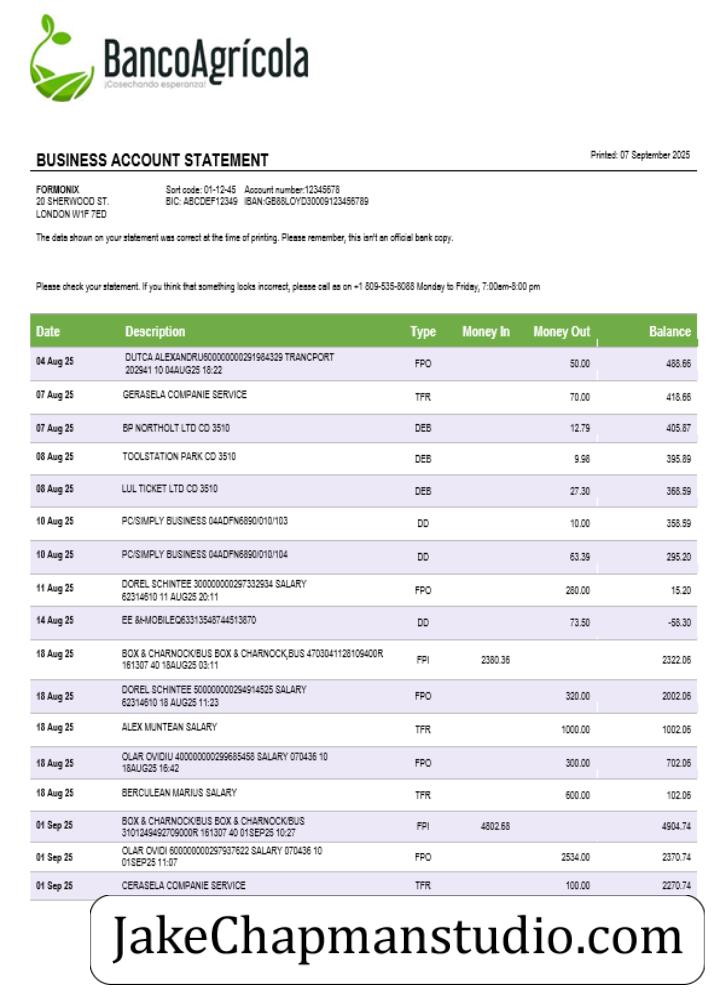 BancoAgrícola
¡Cosechando esperanza!
BUSINESS ACCOUNT STATEMENT
Printed: 07 September 2025
FORMONIX
20 SHERWOOD ST.
LONDON W1F 7ED
Sort code: 01-12-45 Account number:12345678
BIC: ABCDEF12349 IBAN:GB88LOYD30009123456789
The data shown on your statement was correct at the time of printing. Please remember, this isn't an official bank copy.
Please check your statement. If you think that something looks incorrect, please call as on +1 809-535-8088 Monday to Friday, 7:00am-8:00 pm
Date Description Type Money In Money Out Balance
04 Aug 25 DUTCA ALEXANDRU600000000291984329 TRANCPORT
202941 10 04AUG25 18:22 FPO 50.00 488.66
07 Aug 25 GERASELA COMPANIE SERVICE TFR 70.00 418.66
07 Aug 25 BP NORTHOLT LTD CD 3510 DEB 12.79 405.87
08 Aug 25 TOOLSTATION PARK CD 3510 DEB 9.98 395.89
08 Aug 25 LUL TICKET LTD CD 3510 DEB 27.30 368.59
10 Aug 25 PC/SIMPLY BUSINESS 04ADFN6890/010/103 DD 10.00 358.59
10 Aug 25 PC/SIMPLY BUSINESS 04ADFN6890/010/104 DD 63.39 295.20
11 Aug 25 DOREL SCHINTEE 300000000297332934 SALARY
62314610 11 AUG25 20:11 FPO 280.00 15.20
14 Aug 25 EE &I-MOBILEQ63313548744513870 DD 73.50 -58.30
18 Aug 25 BOX & CHARNOCK/BUS BOX & CHARNOCK,BUS 4703041128109400R
161307 40 18AUG25 03:11 FPI 2380.36 2322.06
18 Aug 25 DOREL SCHINTEE 500000000294914525 SALARY
62314910 18 AUG25 11:23 FPO 320.00 2002.06
18 Aug 25 ALEX MUNTEAN SALARY TFR 1000.00 1002.06
18 Aug 25 OLAR OVIDIU 400000000299685458 SALARY 070436 10
18AUG25 16:42 FPO 300.00 702.06
18 Aug 25 BERCULEAN MARIUS SALARY TFR 600.00 102.06
01 Sep 25 BOX & CHARNOCK/BUS BOX & CHARNOCK/BUS
3101249492709000R 161307 40 01SEP25 10:27 FPI 4802.68 4904.74
01 Sep 25 OLAR OVIDI 600000000297937622 SALARY 070436 10
01SEP25 11:07 FPO 2534.00 2370.74
01 Sep 25 CERASELA COMPANIE SERVICE TFR 100.00 2270.74
JakeChapmanstudio.com